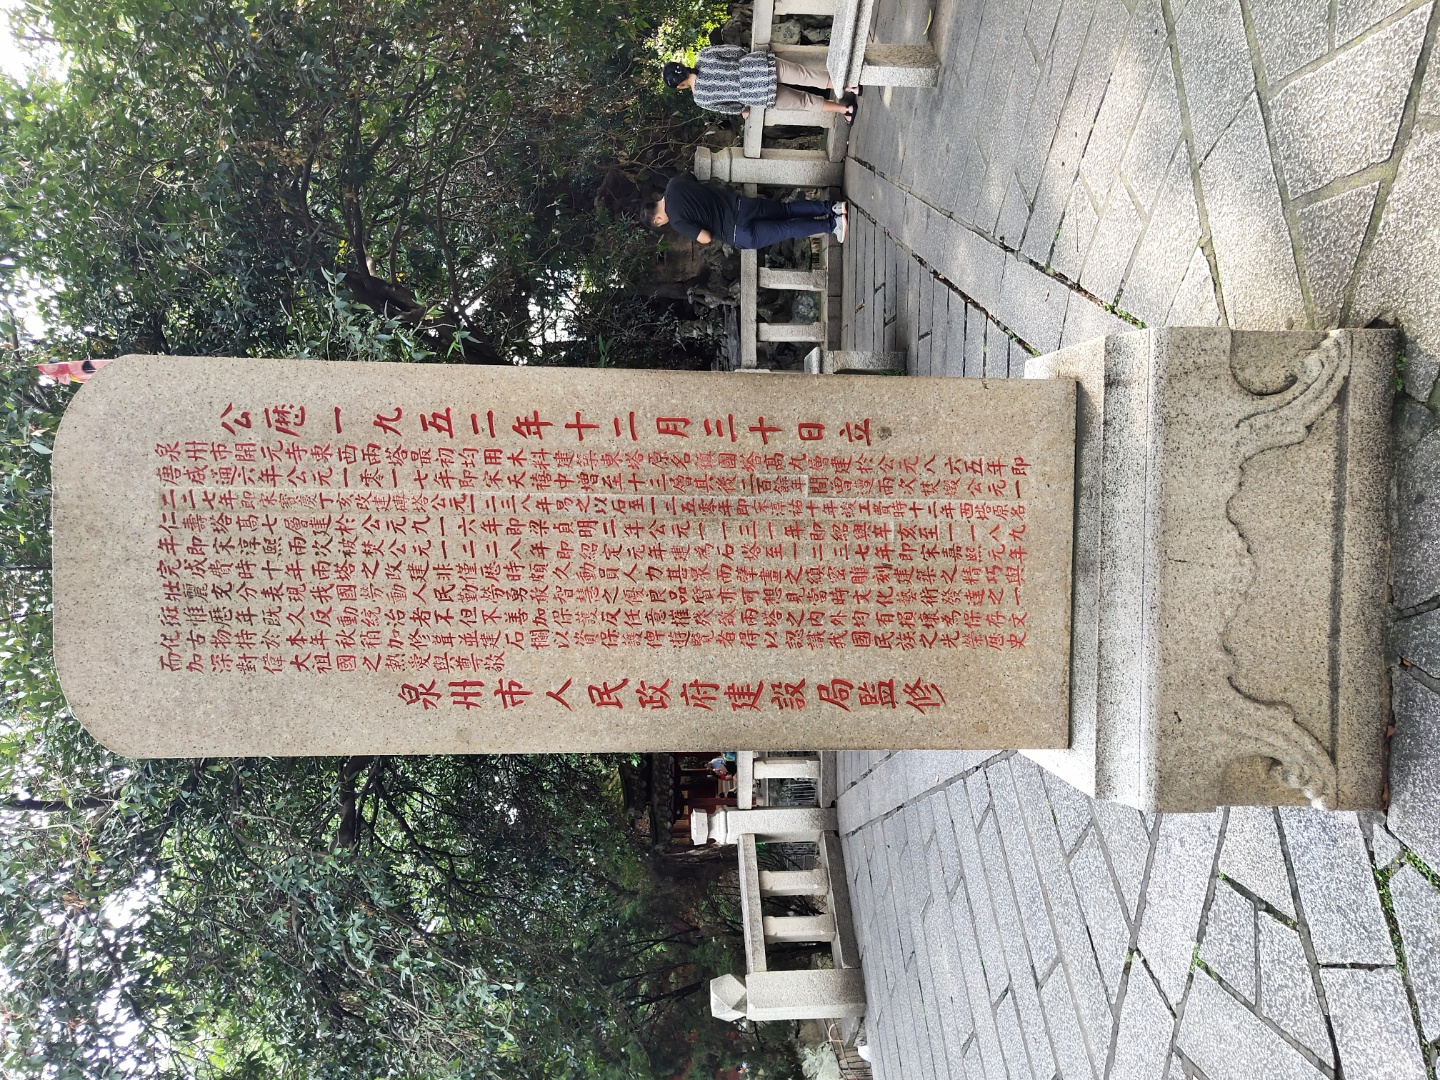 公歷一九五二年十二月三十日立
泉州市開元寺東西兩塔最初均用木料建築東塔原名鎮國塔高九層建於公元八六五年即
唐咸通六年公元一零一七年即宋天禧中增至十三層其後二百餘年間曾遭兩次焚燬公元一
二二七年即宋寶慶丁亥改建磚塔公元一二三八年易之以石至一二五零年即宋淳祐十年竣工費時十二年西塔原名
仁壽塔高七層建於公元九一六年即梁貞明二年公元一一三一年即紹興辛亥至一一八九
年即宋淳熙兩次被焚公元一二二八年即紹定元年建為石塔至一二三七年即宋嘉熙元年
完成費時十年兩塔之改建非僅歷時頗久動員人力甚眾而擘畫之縝密雕刻建築之精巧與
壯麗充分表現我國勞動人民勤勞勇敢智慧之優良品質亦可想見當時文化藝術發達之一
斑惟歷年既久反動統治者不但不善加保護反任意摧殘致兩塔之內外均有損壞為保存文
化古物特於本年秋稍加修葺並建石欄以資保護俾遊覽者得以認識我國民族之光榮歷史
而加深對偉大祖國之熱愛與尊敬
泉州市人民政府建設局監修